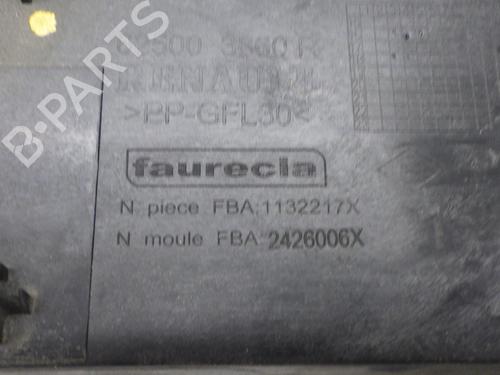 RENAULT
>PP-GFL30<
faurecia
N piece FBA:1132217X
N moule FBA:2426006X
B-Parts